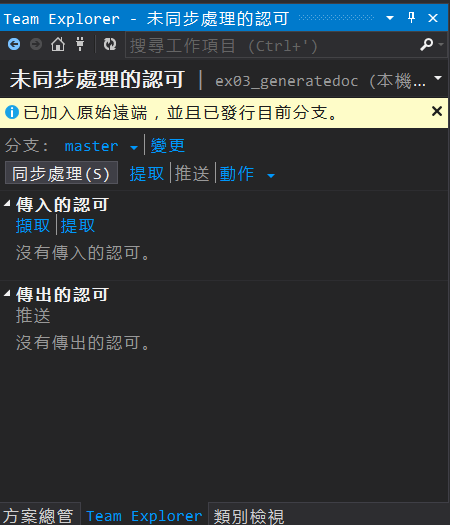 Team Explorer - 未同步處理的認可
搜尋工作項目 (Ctrl+')
未同步處理的認可 | ex03_generatedoc (本機...
已加入原始遠端，並且已發行目前分支。
分支: master 變更
同步處理(S) 提取 推送 動作
傳入的認可
擷取 提取
沒有傳入的認可。
傳出的認可
推送
沒有傳出的認可。
方案總管 Team Explorer 類別檢視